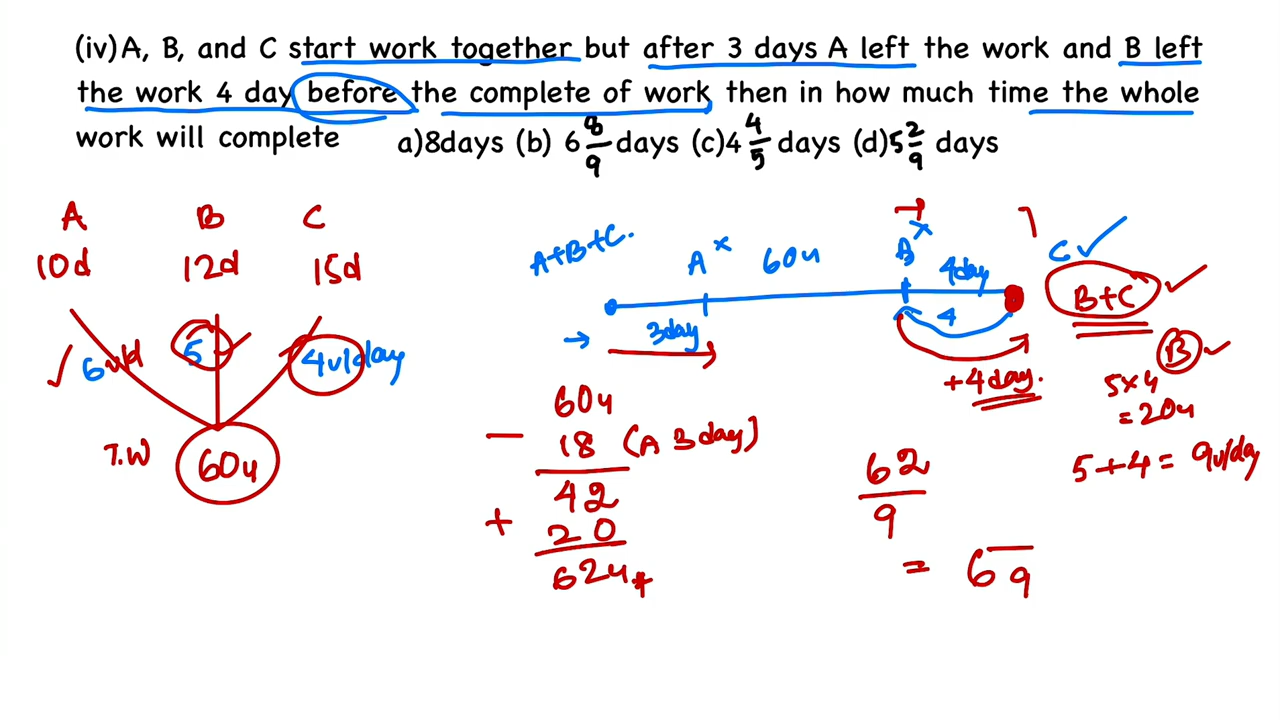 (iv)A, B, and C start work together but after 3 days A left the work and B left
the work 4 day before the complete of work then in how much time the whole
work will complete a)8days (b) 6 8/9 days (c)4 4/5 days (d)5 2/9 days
A B C
10d 12d 15d
6u/d 5 4u/day
T.W 60u
A+B+C.
A× 60u B× 4day C✓
3day 4 B+C ✓
+4day. B ✓
60u
- 18 (A 3day)
42
+ 20
62u*
5×4
=20u
5+4= 9u/day
62/9
= 6 /9